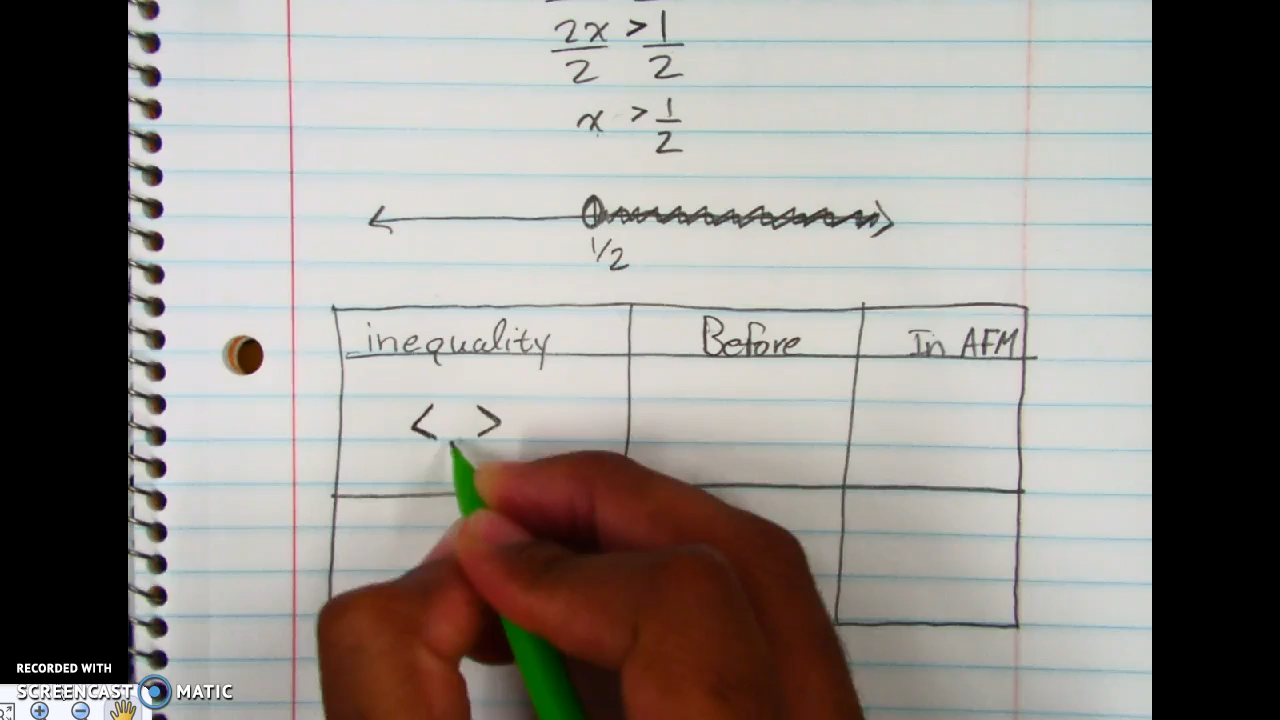 2x > 1
2 2
x > 1
2
1/2
inequality Before In AFM
< >
RECORDED WITH
SCREENCAST MATIC